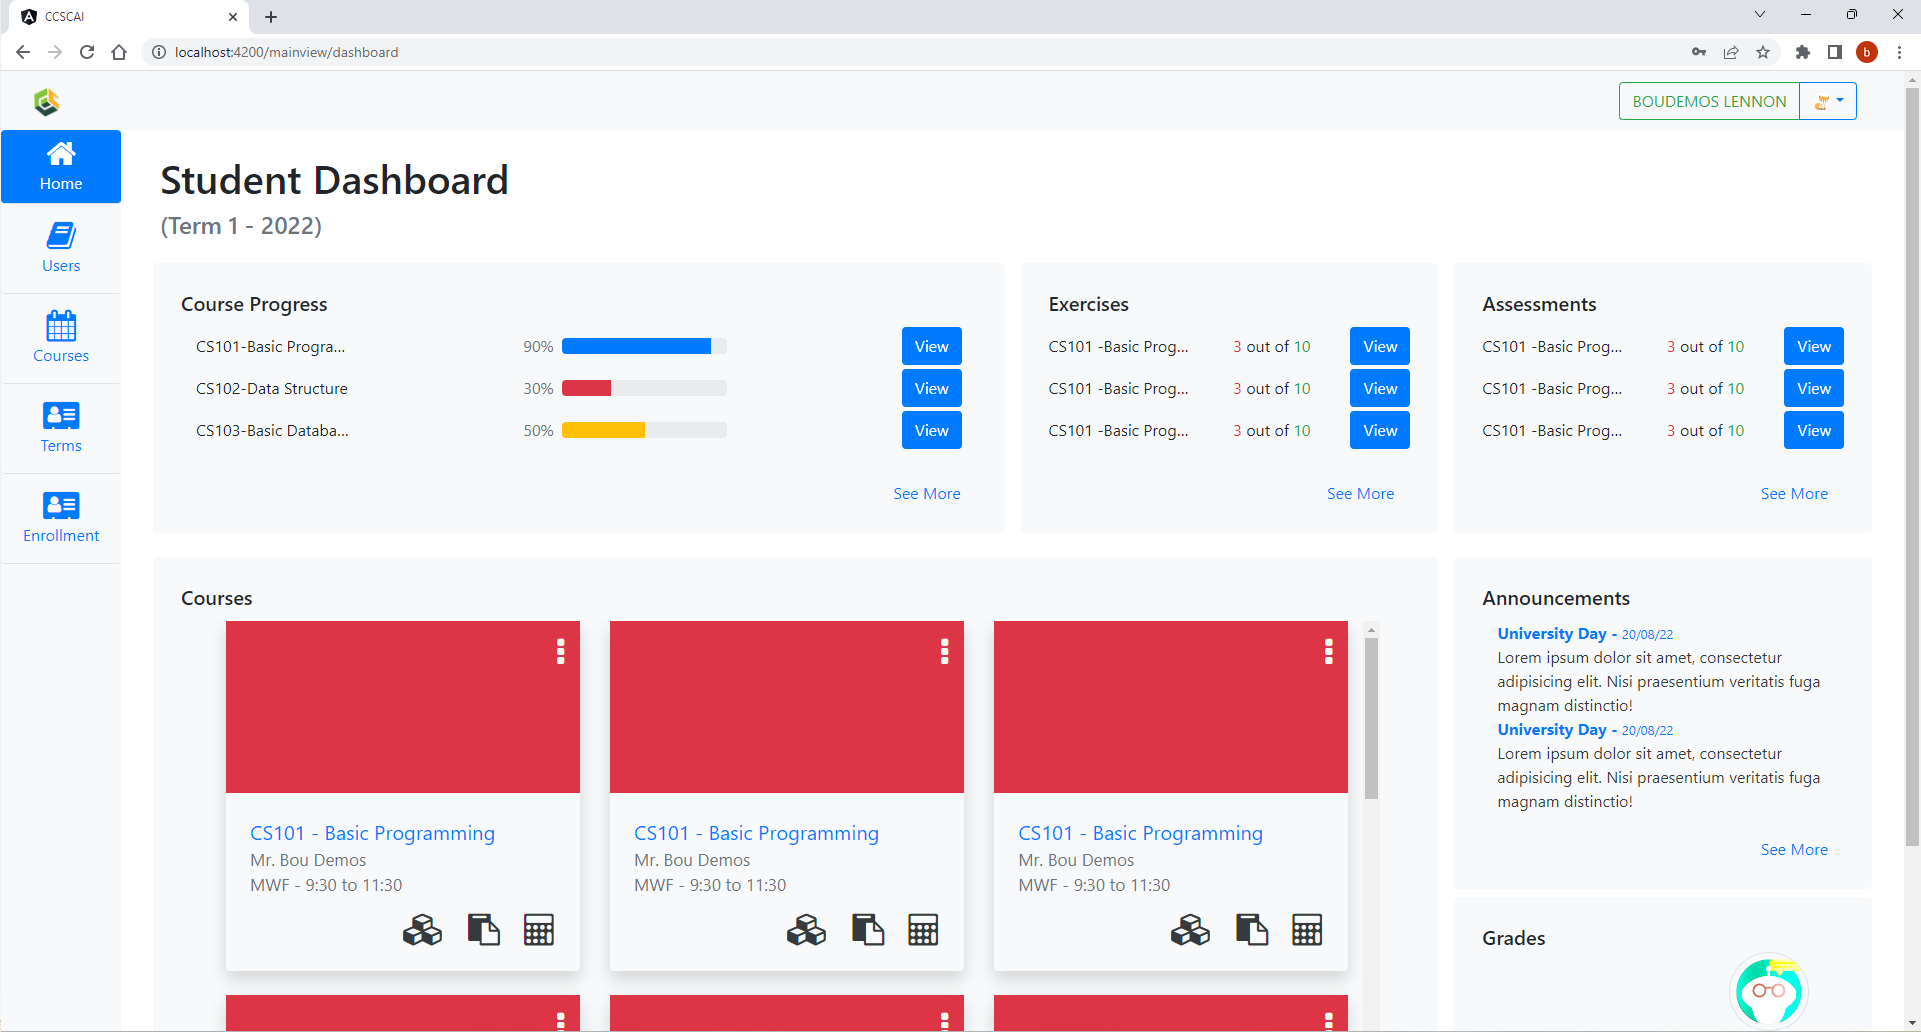 CCSCAI
localhost:4200/mainview/dashboard
b
BOUDEMOS LENNON
Home
Users
Courses
Terms
Enrollment
Student Dashboard
(Term 1 - 2022)
Course Progress
CS101-Basic Progra... 90% View
CS102-Data Structure 30% View
CS103-Basic Databa... 50% View
See More
Exercises
CS101 -Basic Prog... 3 out of 10 View
CS101 -Basic Prog... 3 out of 10 View
CS101 -Basic Prog... 3 out of 10 View
See More
Assessments
CS101 -Basic Prog... 3 out of 10 View
CS101 -Basic Prog... 3 out of 10 View
CS101 -Basic Prog... 3 out of 10 View
See More
Courses
CS101 - Basic Programming
Mr. Bou Demos
MWF - 9:30 to 11:30
CS101 - Basic Programming
Mr. Bou Demos
MWF - 9:30 to 11:30
CS101 - Basic Programming
Mr. Bou Demos
MWF - 9:30 to 11:30
Announcements
University Day - 20/08/22
Lorem ipsum dolor sit amet, consectetur
adipisicing elit. Nisi praesentium veritatis fuga
magnam distinctio!
University Day - 20/08/22
Lorem ipsum dolor sit amet, consectetur
adipisicing elit. Nisi praesentium veritatis fuga
magnam distinctio!
See More
Grades